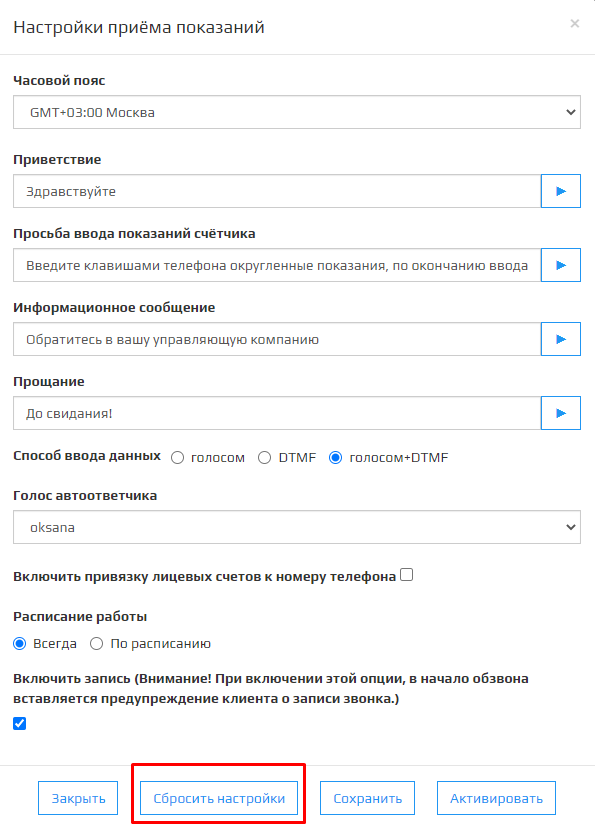 Настройки приёма показаний ×
Часовой пояс
GMT+03:00 Москва
Приветствие
Здравствуйте
Просьба ввода показаний счётчика
Введите клавишами телефона округленные показания, по окончанию ввода
Информационное сообщение
Обратитесь в вашу управляющую компанию
Прощание
До свидания!
Способ ввода данных голосом DTMF голосом+DTMF
Голос автоответчика
oksana
Включить привязку лицевых счетов к номеру телефона
Расписание работы
Всегда По расписанию
Включить запись (Внимание! При включении этой опции, в начало обзвона
вставляется предупреждение клиента о записи звонка.)
Закрыть Сбросить настройки Сохранить Активировать